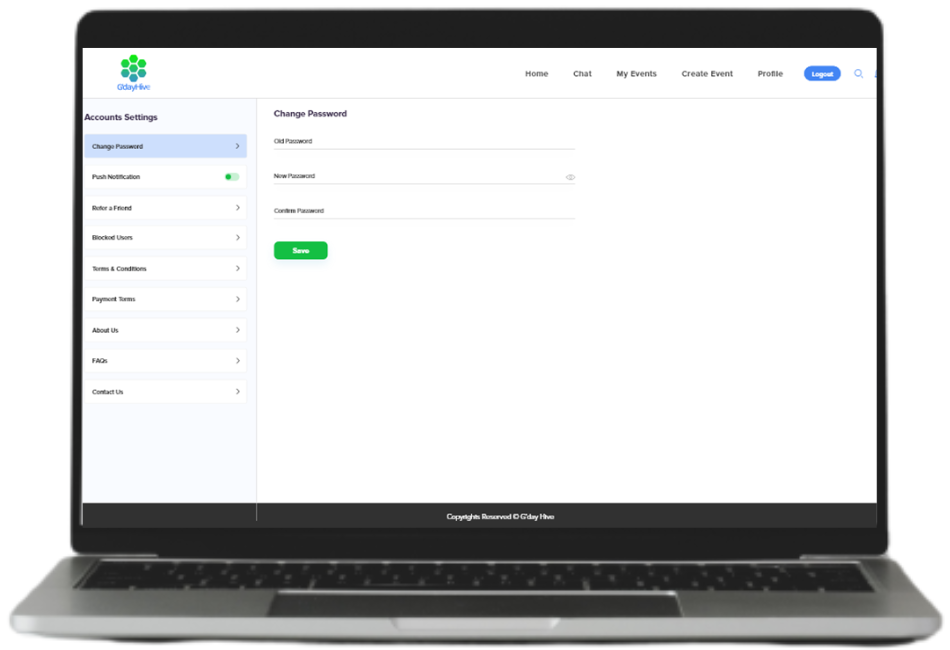 G'dayHive
Home Chat My Events Create Event Profile Logout
Accounts Settings
Change Password
Push Notification
Refer a Friend
Blocked Users
Terms & Conditions
Payment Terms
About Us
FAQs
Contact Us
Change Password
Old Password
New Password
Confirm Password
Save
Copyrights Reserved © G'day Hive